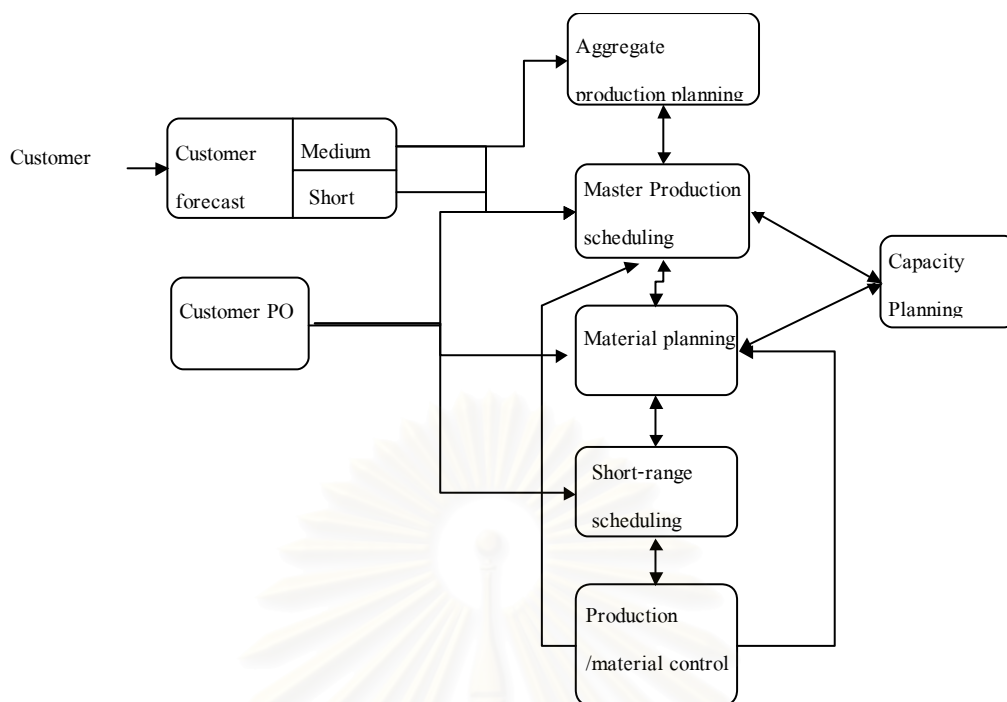 Aggregate
production planning
Customer
Customer
forecast
Medium
Short
Master Production
scheduling
Capacity
Planning
Customer PO
Material planning
Short-range
scheduling
Production
/material control